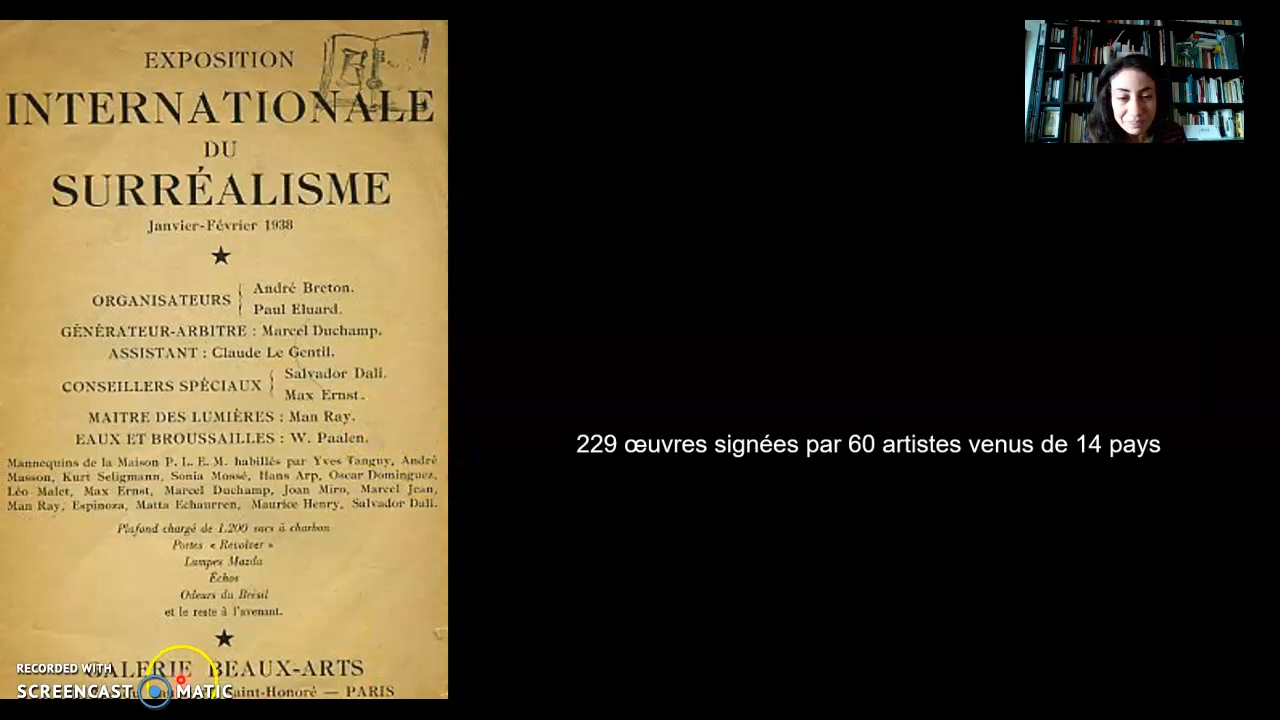 EXPOSITION
INTERNATIONALE
DU
SURRÉALISME
Janvier-Février 1938
ORGANISATEURS
André Breton.
Paul Eluard.
GÉNÉRATEUR-ARBITRE : Marcel Duchamp.
ASSISTANT : Claude Le Gentil.
CONSEILLERS SPÉCIAUX
Salvador Dali.
Max Ernst.
MAITRE DES LUMIÈRES : Man Ray.
EAUX ET BROUSSAILLES : W. Paalen.
Mannequins de la Maison P. L. E. M. habillés par Yves Tanguy, André
Masson, Kurt Seligmann, Sonia Mossé, Hans Arp, Oscar Dominguez,
Léo Malet, Max Ernst, Marcel Duchamp, Joan Miro, Marcel Jean,
Man Ray, Espinoza, Matta Echaurren, Maurice Henry, Salvador Dali.
Plafond chargé de 1.200 sacs à charbon
Portes « Revolver »
Lampes Mazda
Échos
Odeurs du Brésil
et le reste à l'avenant.
GALERIE BEAUX-ARTS
Saint-Honoré — PARIS
229 œuvres signées par 60 artistes venus de 14 pays
RECORDED WITH
SCREENCAST MATIC